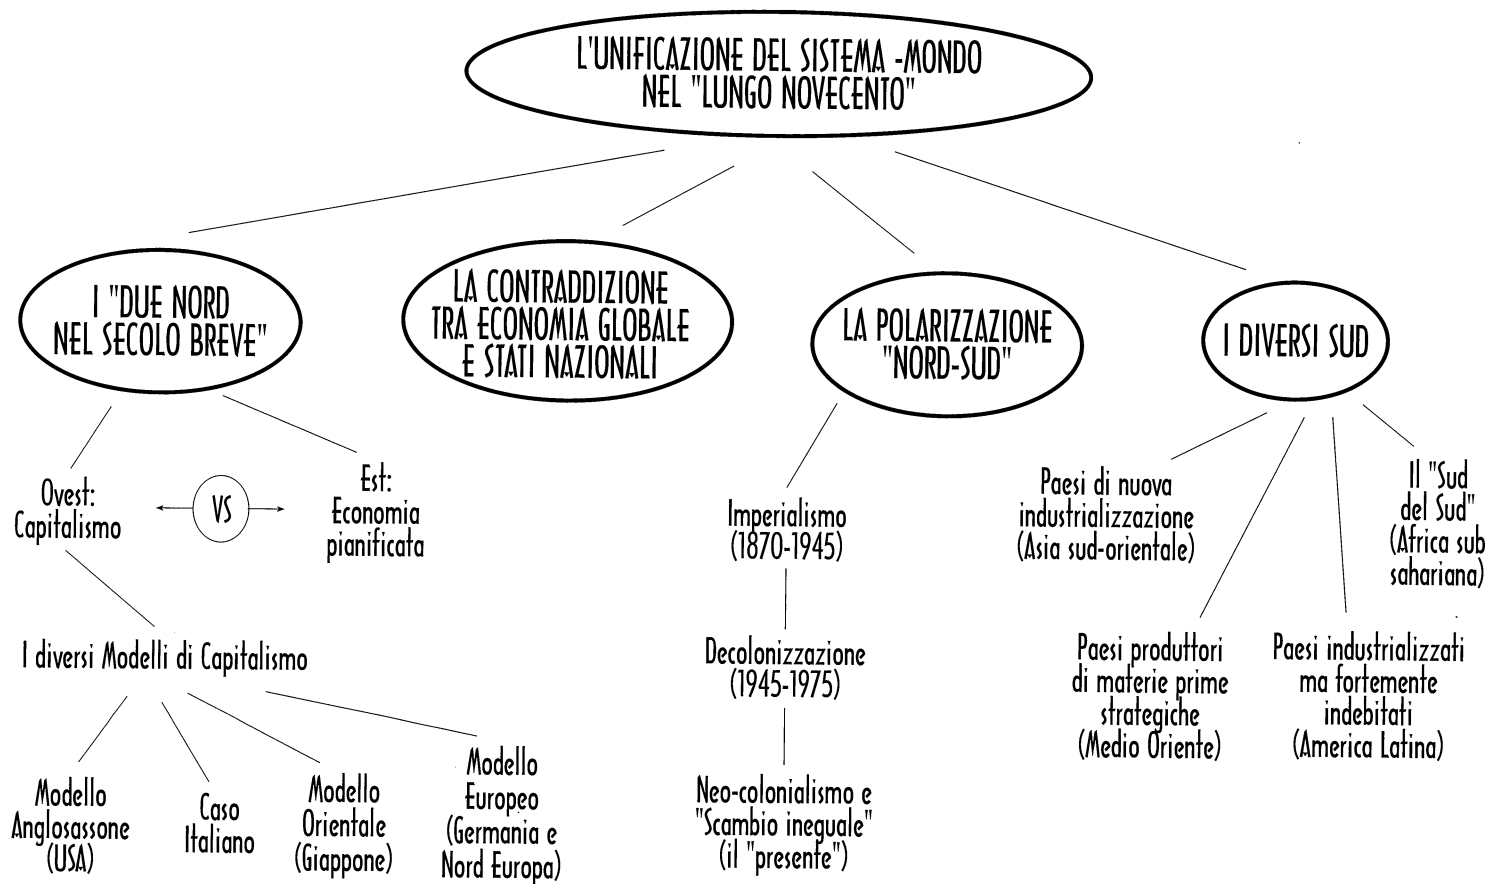 L'UNIFICAZIONE DEL SISTEMA -MONDO
NEL "LUNGO NOVECENTO"
I "DUE NORD
NEL SECOLO BREVE"
LA CONTRADDIZIONE
TRA ECONOMIA GLOBALE
E STATI NAZIONALI
LA POLARIZZAZIONE
"NORD-SUD"
I DIVERSI SUD
Ovest:
Capitalismo
VS
Est:
Economia
pianificata
I diversi Modelli di Capitalismo
Modello
Anglosassone
(USA)
Caso
Italiano
Modello
Orientale
(Giappone)
Modello
Europeo
(Germania e
Nord Europa)
Imperialismo
(1870-1945)
Decolonizzazione
(1945-1975)
Neo-colonialismo e
"Scambio ineguale"
(il "presente")
Paesi di nuova
industrializzazione
(Asia sud-orientale)
Paesi produttori
di materie prime
strategiche
(Medio Oriente)
Paesi industrializzati
ma fortemente
indebitati
(America Latina)
Il "Sud
del Sud"
(Africa sub
sahariana)